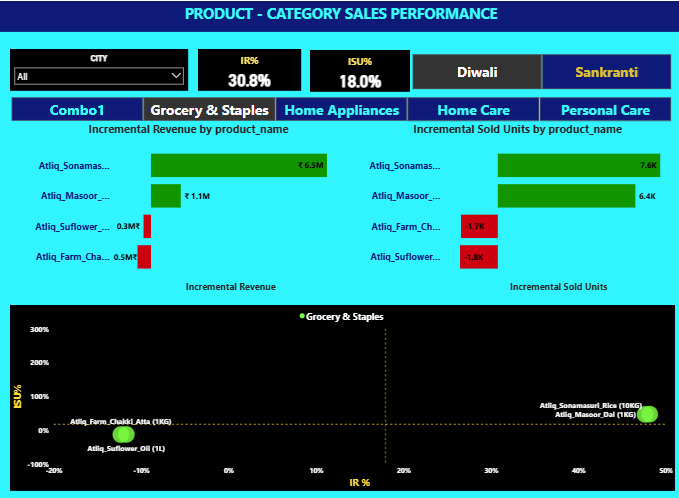 PRODUCT - CATEGORY SALES PERFORMANCE
CITY
All
IR%
30.8%
ISU%
18.0%
Diwali
Sankranti
Combo1
Grocery & Staples
Home Appliances
Home Care
Personal Care
Incremental Revenue by product_name
Atliq_Sonamas...
₹ 6.5M
Atliq_Masoor_...
₹ 1.1M
Atliq_Suflower_...
0.3M₹
Atliq_Farm_Cha...
0.5M₹
Incremental Revenue
Incremental Sold Units by product_name
Atliq_Sonamas...
7.6K
Atliq_Masoor_...
6.4K
Atliq_Farm_Ch...
-1.7K
Atliq_Suflower...
-1.8K
Incremental Sold Units
Grocery & Staples
ISU%
300%
200%
100%
0%
-100%
Atliq_Sonamasuri_Rice (10KG)
Atliq_Masoor_Dal (1KG)
Atliq_Farm_Chakki_Atta (1KG)
Atliq_Suflower_Oil (1L)
-20%
-10%
0%
10%
20%
30%
40%
50%
IR %